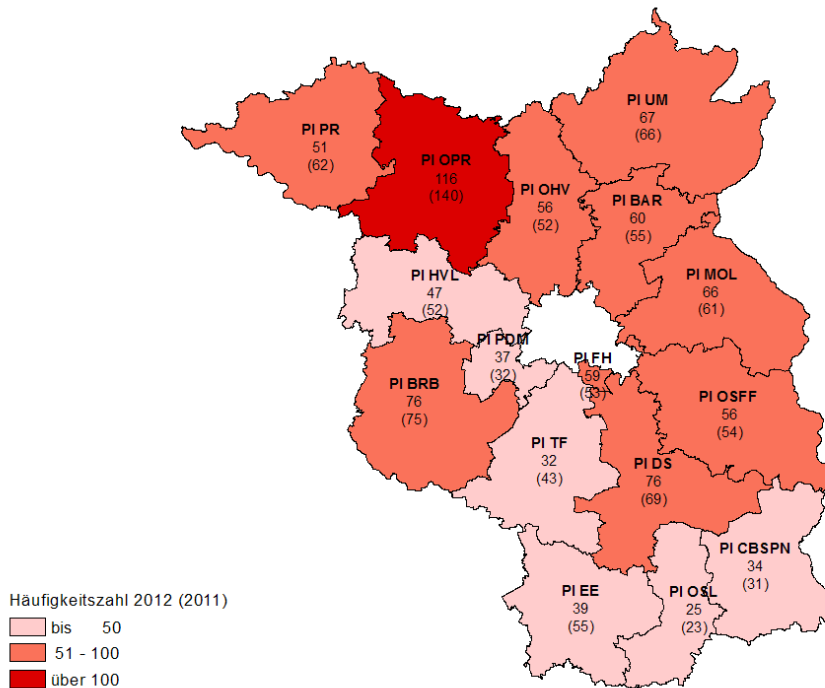 PI UM
67
(66)
PI PR
51
(62)
PI OPR
116
(140)
PI OHV
56
(52)
PI BAR
60
(55)
PI MOL
66
(61)
PI HVL
47
(52)
PI PDM
37
(32)
PI FH
59
(53)
PI BRB
76
(75)
PI OSFF
56
(54)
PI TF
32
(43)
PI DS
76
(69)
PI CBSPN
34
(31)
PI EE
39
(55)
PI OSL
25
(23)
Häufigkeitszahl 2012 (2011)
bis 50
51 - 100
über 100